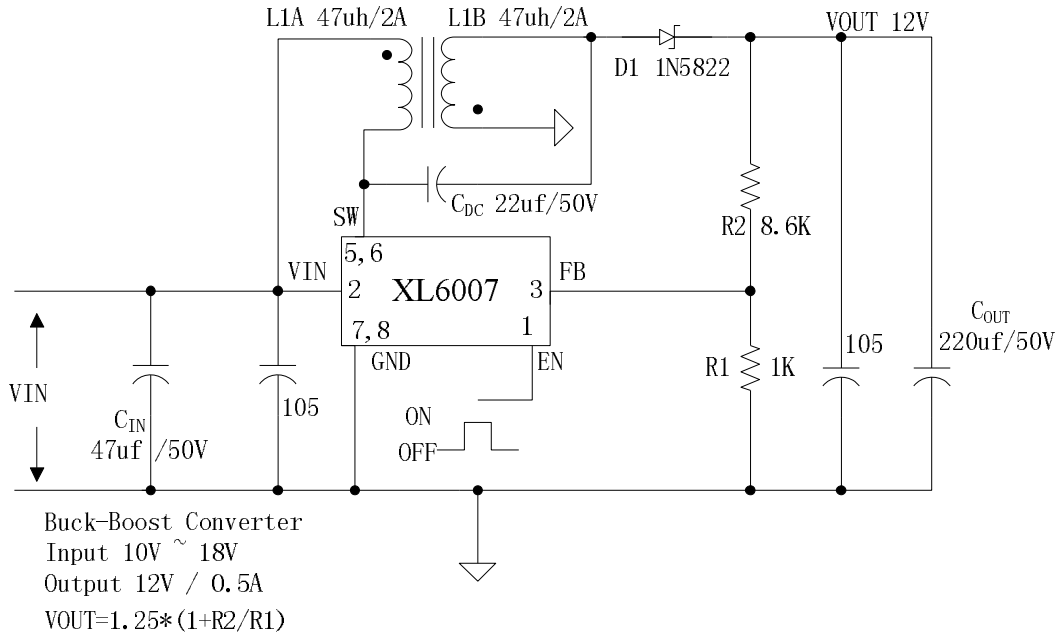 L1A 47uh/2A
L1B 47uh/2A
VOUT 12V
D1 1N5822
CDC 22uf/50V
SW
R2 8.6K
5,6
VIN
FB
2
XL6007
3
COUT
220uf/50V
7,8
1
GND
EN
R1
1K
105
VIN
105
CIN
47uf /50V
ON
OFF
Buck-Boost Converter
Input 10V ~ 18V
Output 12V / 0.5A
VOUT=1.25*(1+R2/R1)